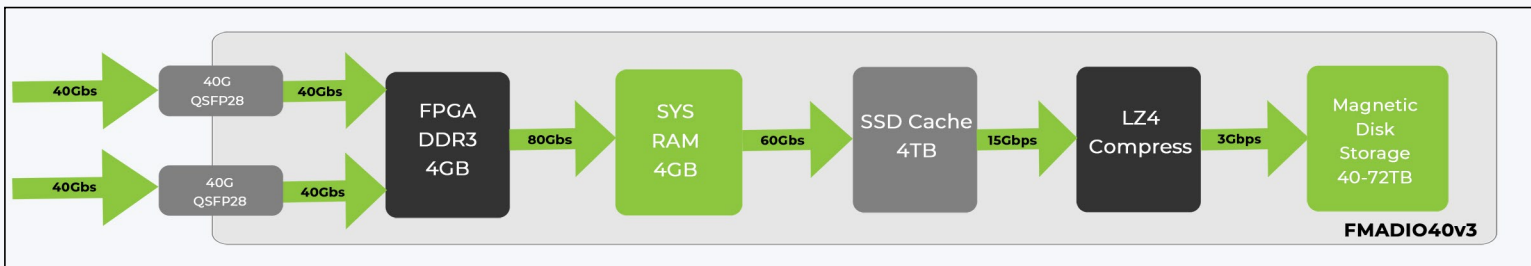 40Gbs
40G
QSFP28
40Gbs
40Gbs
40G
QSFP28
40Gbs
FPGA
DDR3
4GB
80Gbs
SYS
RAM
4GB
60Gbs
SSD Cache
4TB
15Gbps
LZ4
Compress
3Gbps
Magnetic
Disk
Storage
40-72TB
FMADIO40v3